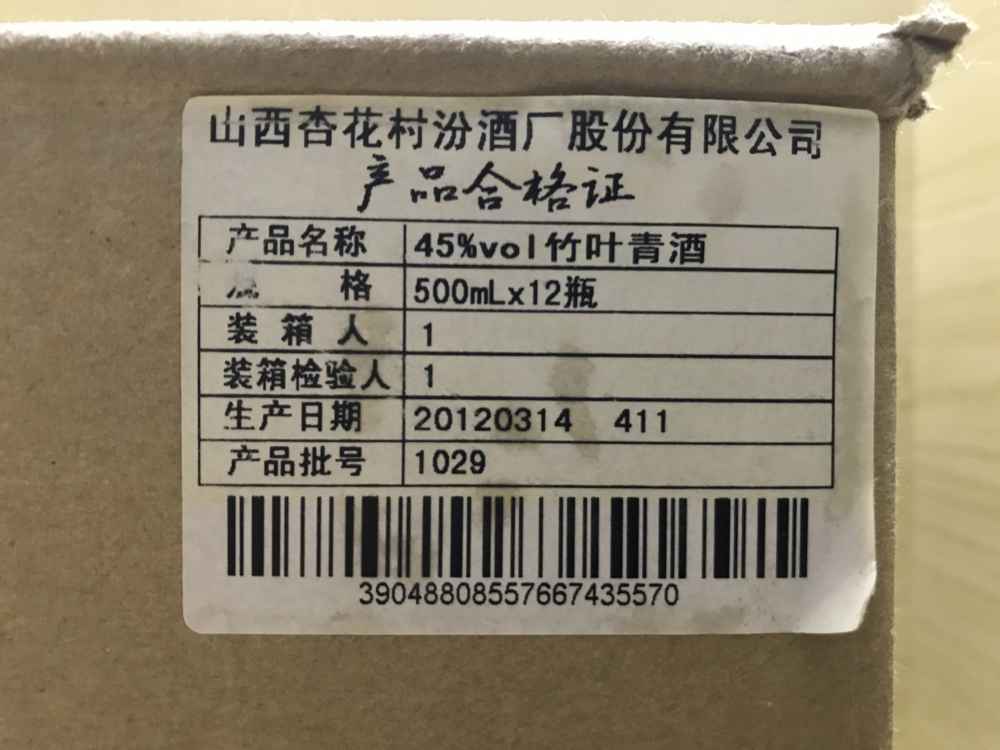 山西杏花村汾酒厂股份有限公司
产品合格证
产品名称 45%vol竹叶青酒
格 500mLx12瓶
装箱人 1
装箱检验人 1
生产日期 20120314 411
产品批号 1029
39048808557667435570